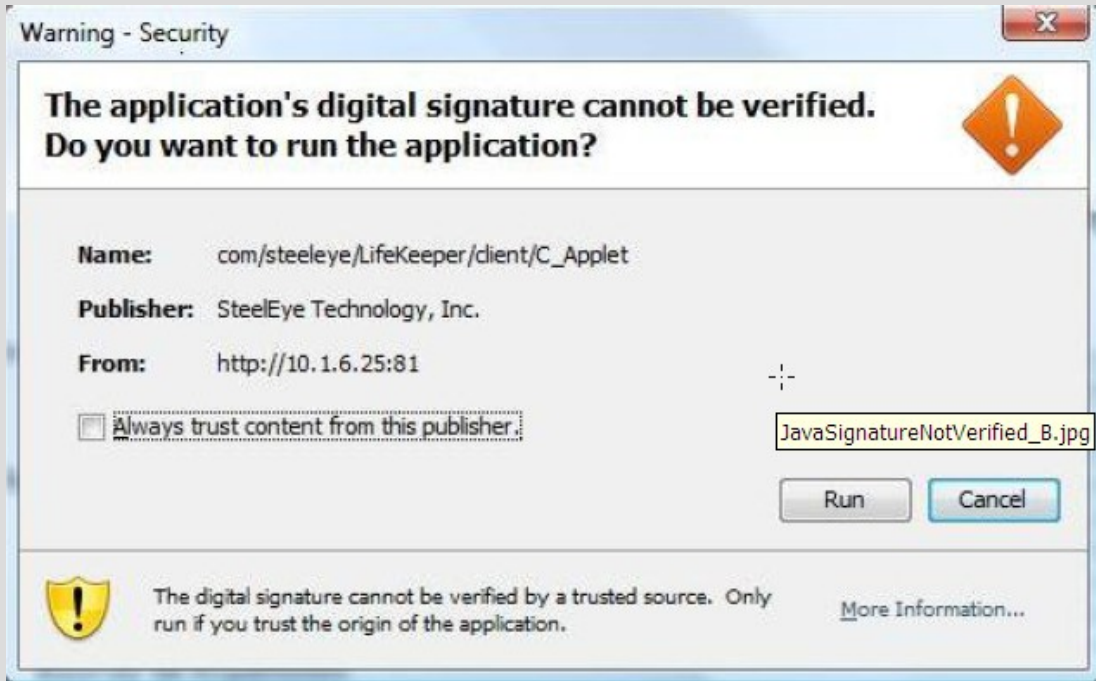 Warning - Security
The application's digital signature cannot be verified.
Do you want to run the application?
Name: com/steeleye/LifeKeeper/client/C_Applet
Publisher: SteelEye Technology, Inc.
From: http://10.1.6.25:81
Always trust content from this publisher.
JavaSignatureNotVerified_B.jpg
Run Cancel
The digital signature cannot be verified by a trusted source. Only
run if you trust the origin of the application.
More Information...